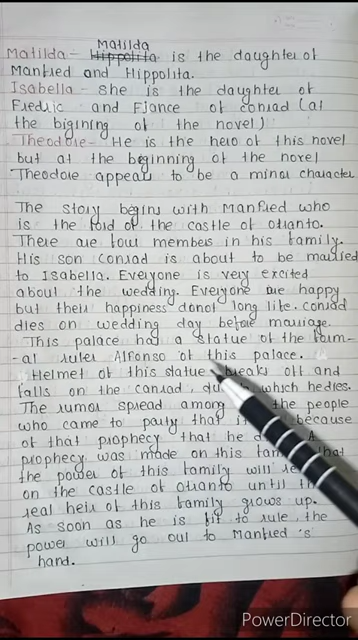 Matilda
Matilda - Hippolita is the daughter of
Manfred and Hippolita.
Isabella - she is the daughter of
Fredric and Fiance of conrad (at
the bigining of the novel)
Theodore - He is the hero of this novel
but at the beginning of the novel
Theodore appears to be a minor character
The story begins with Manfred who
is the lord of the castle of otranto.
There are four members in his family.
His son Conrad is about to be married
to Isabella. Everyone is very excited
about the wedding. Everyone are happy
but their happiness donot long life. conrad
dies on wedding day before marriage.
This palace has a statue of the form-
-al ruler Alfonso of this palace.
Helmet of this statue breaks off and
falls on the conrad, in which he dies.
The rumor spread among the people
who came to party that because
of that prophecy that he A
prophecy was made on this that
the power of this family will
on the castle of otranto until the
real heir of this family grows up.
As soon as he is fit to rule, the
power will go out to Manfred's
hand.
PowerDirector